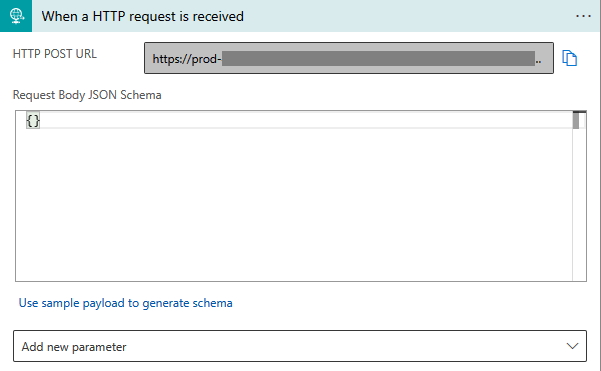 When a HTTP request is received
HTTP POST URL
https://prod-
..
Request Body JSON Schema
{}
Use sample payload to generate schema
Add new parameter